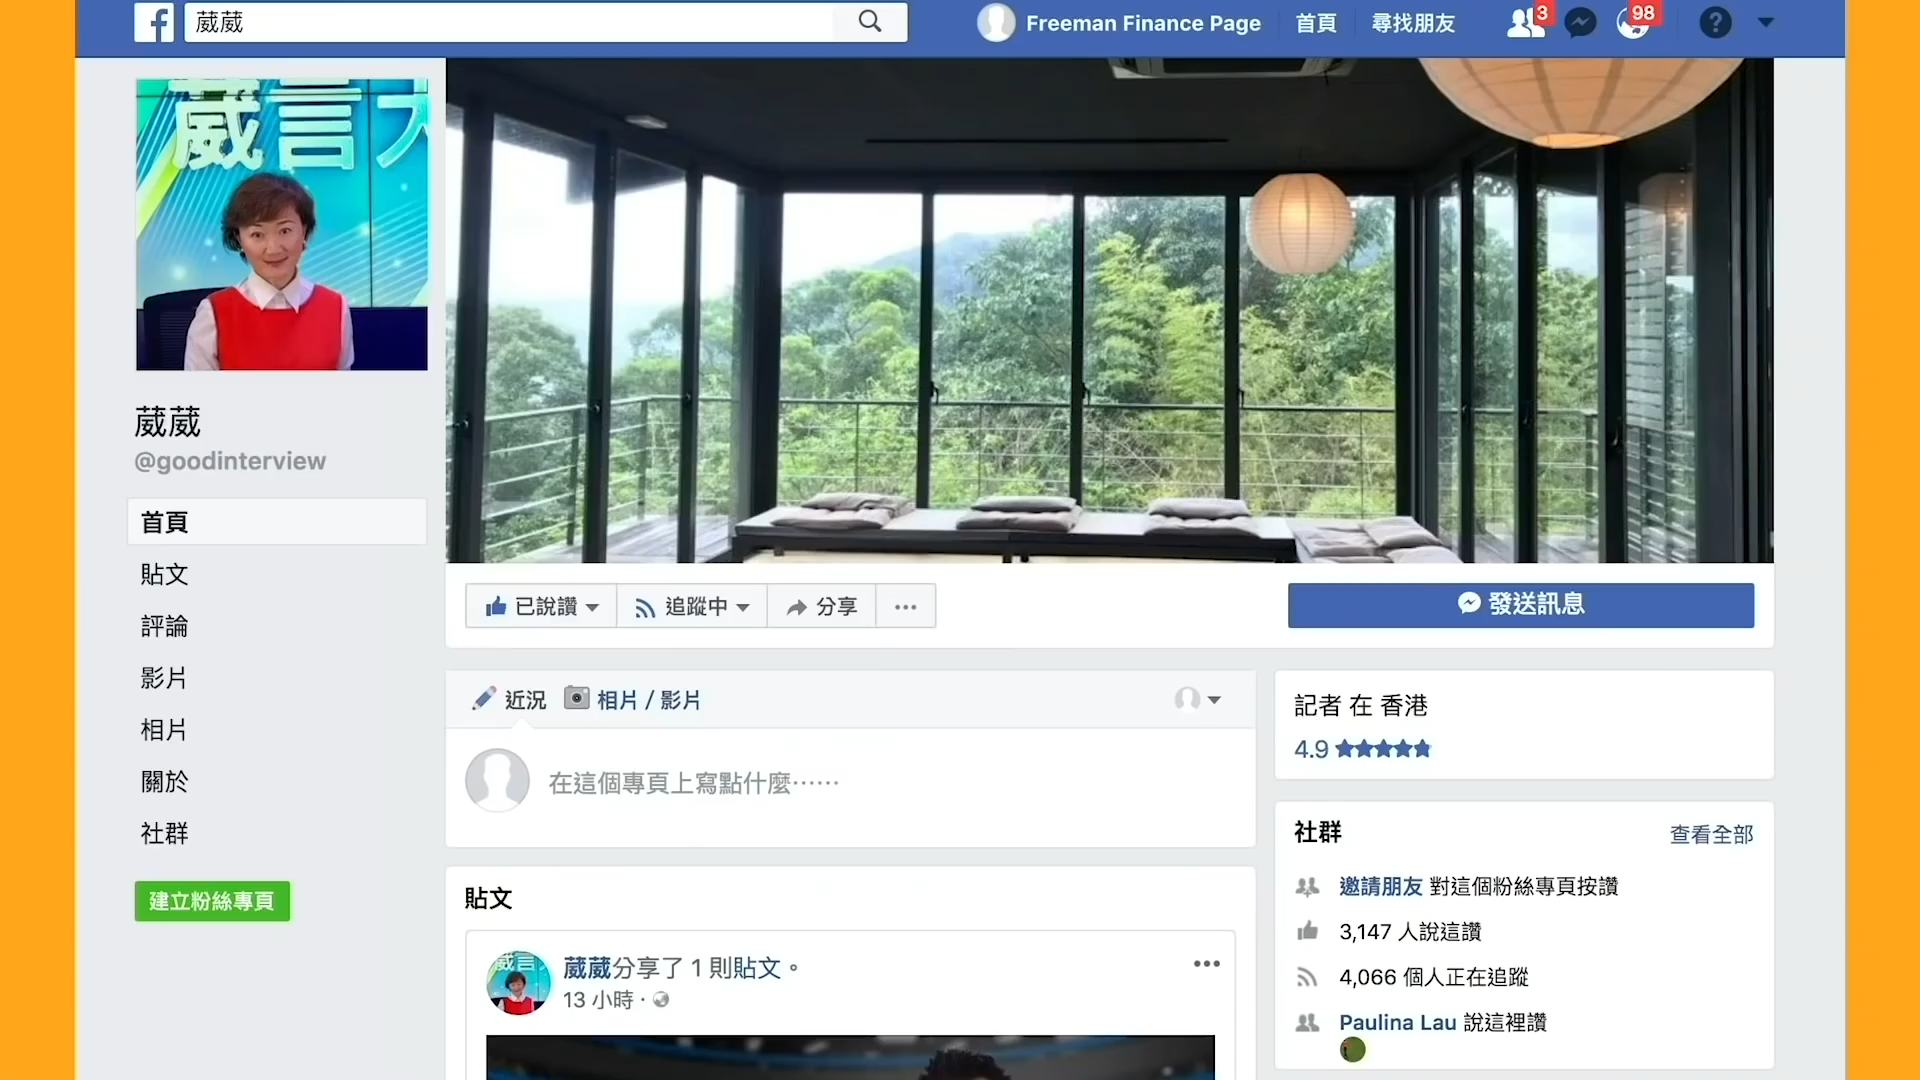 葳葳
Freeman Finance Page
首頁
尋找朋友
3
98
葳言大
葳葳
@goodinterview
首頁
貼文
評論
影片
相片
關於
社群
建立粉絲專頁
已說讚
追蹤中
分享
發送訊息
近況
相片 / 影片
在這個專頁上寫點什麼⋯⋯
貼文
葳葳分享了 1 則貼文。
13 小時 ·
記者 在 香港
4.9
社群
查看全部
邀請朋友 對這個粉絲專頁按讚
3,147 人說這讚
4,066 個人正在追蹤
Paulina Lau 說這裡讚